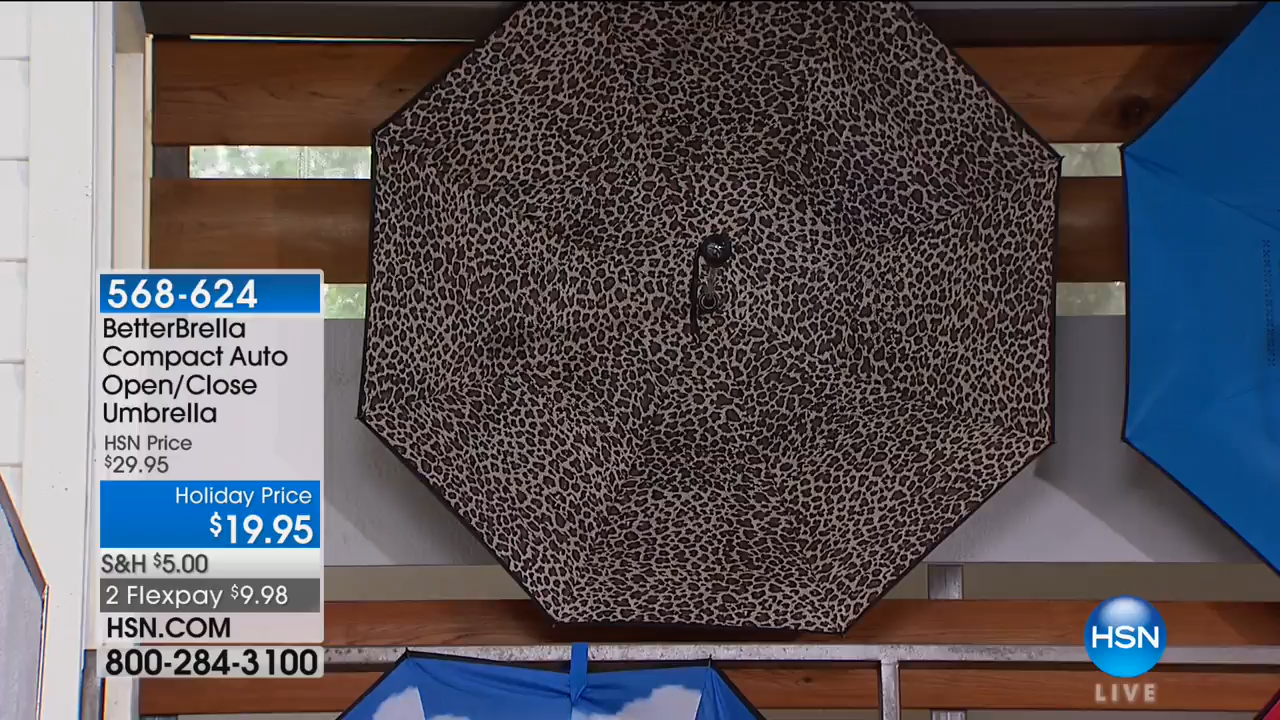 568-624
BetterBrella
Compact Auto
Open/Close
Umbrella
HSN Price
$29.95
Holiday Price
$19.95
S&H $5.00
2 Flexpay $9.98
HSN.COM
800-284-3100
HSN
LIVE